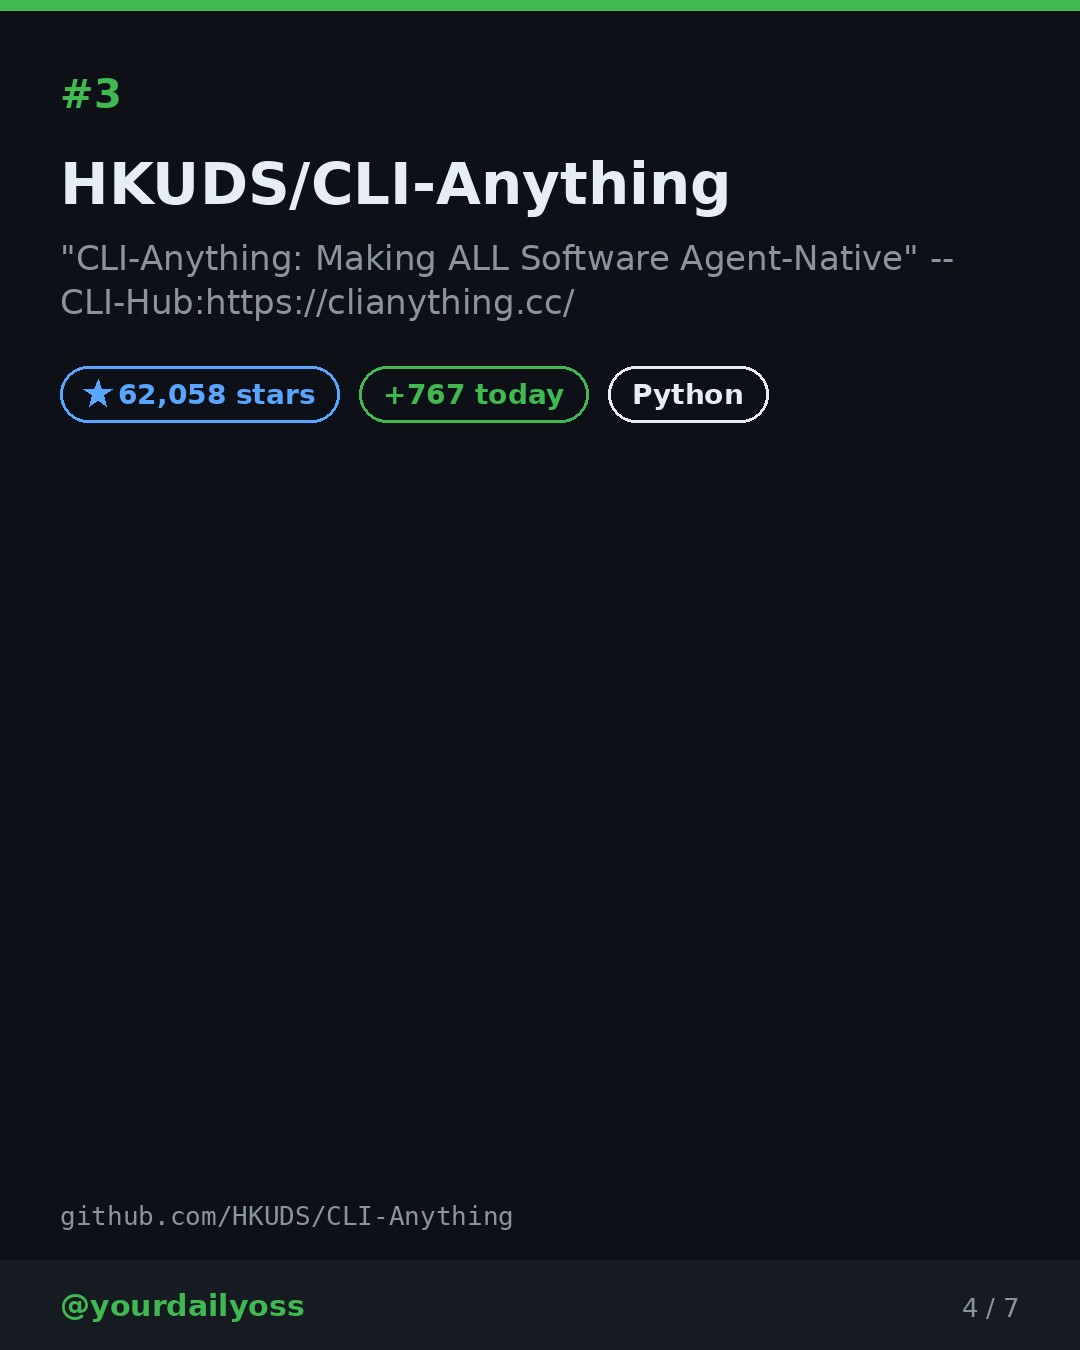 #3
HKUDS/CLI-Anything
"CLI-Anything: Making ALL Software Agent-Native" --
CLI-Hub:https://clianything.cc/
★ 62,058 stars
+767 today
Python
github.com/HKUDS/CLI-Anything
@yourdailyoss
4 / 7